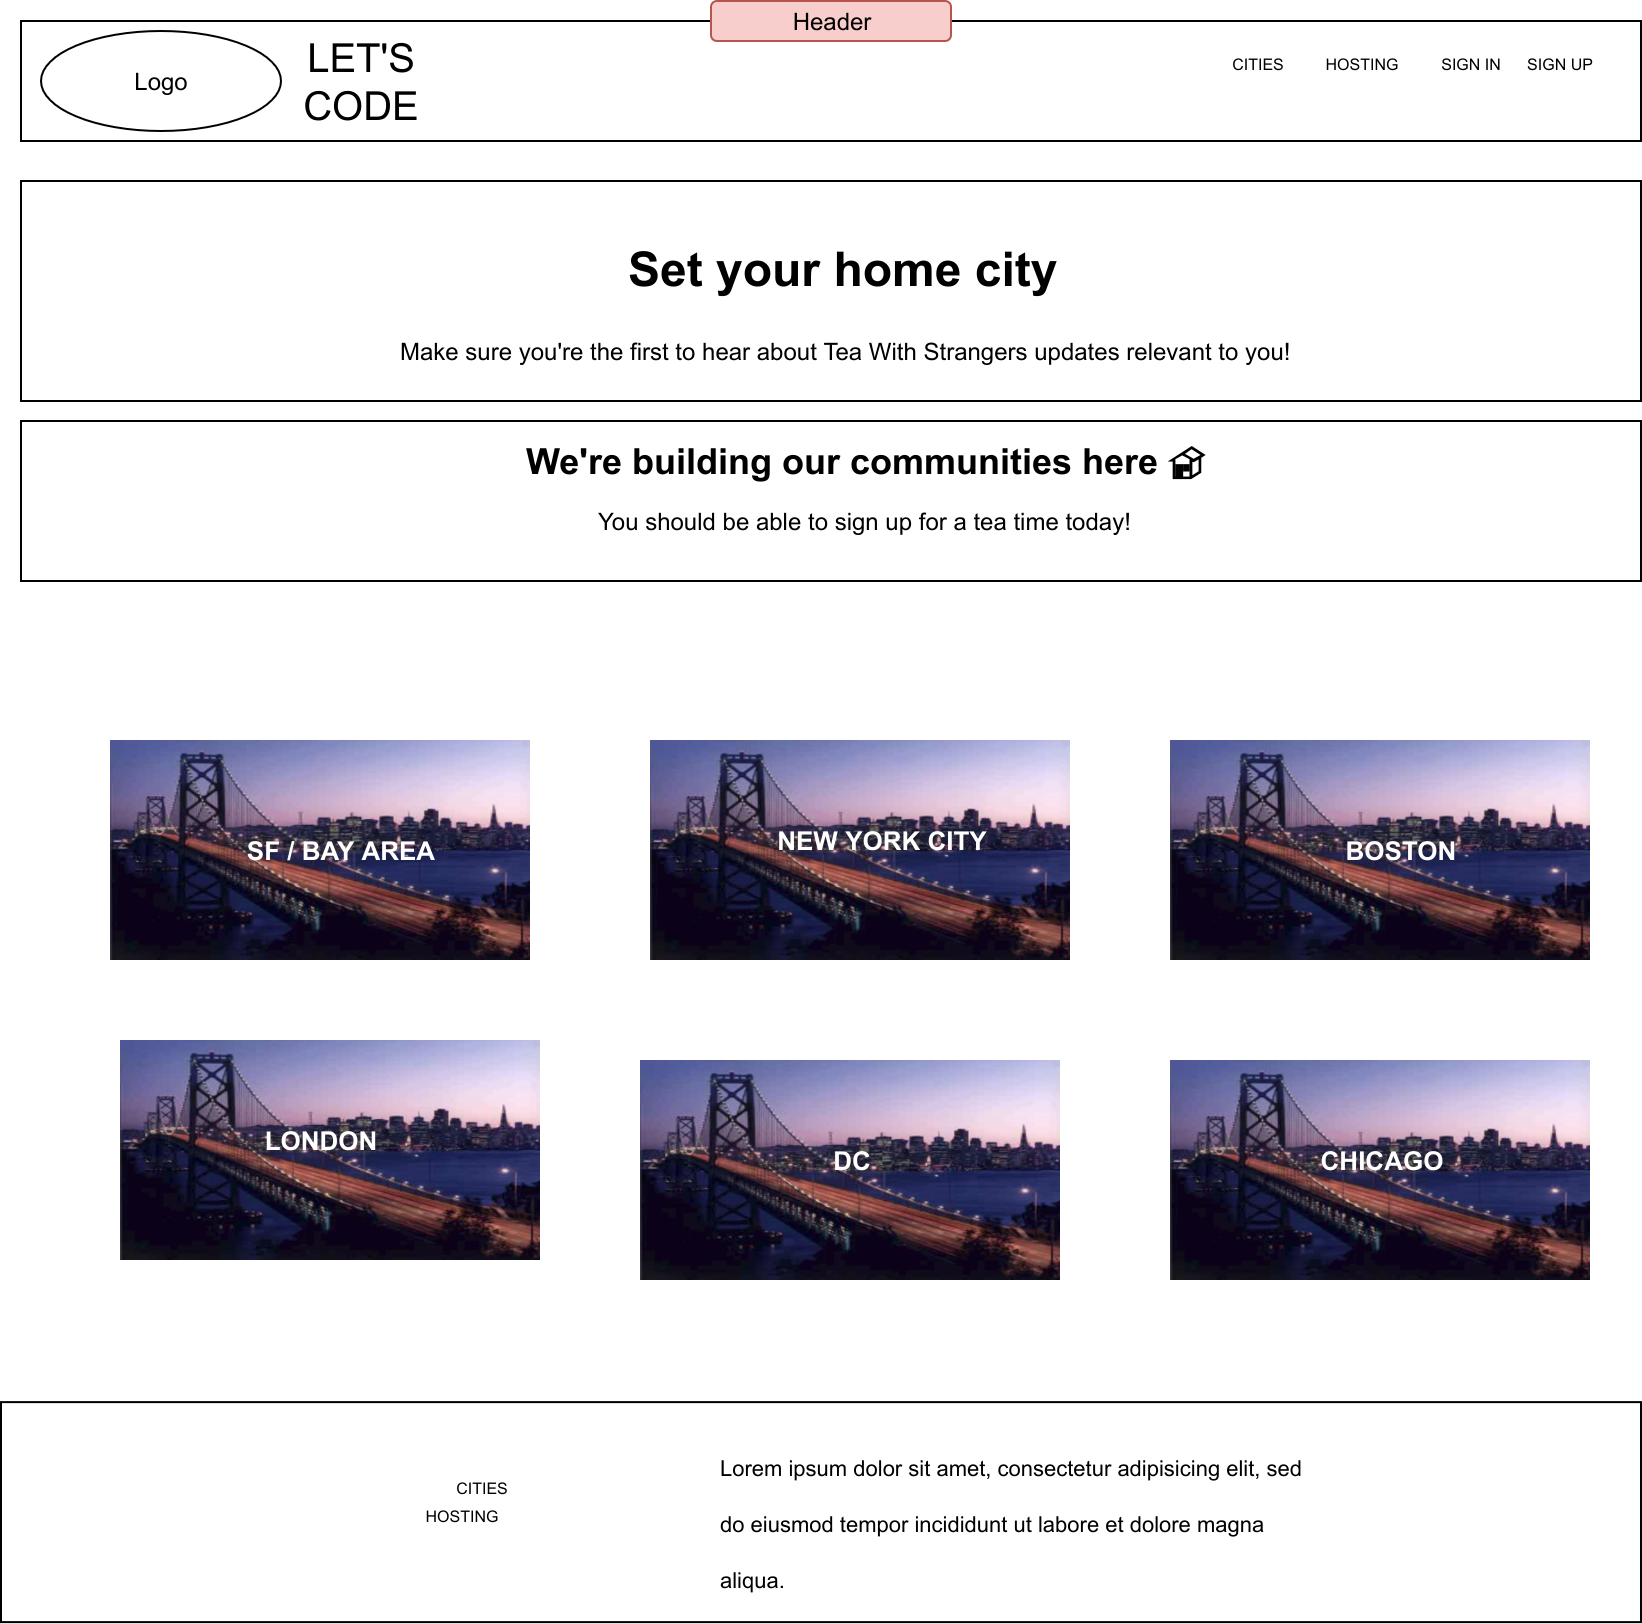 Header
Logo
LET'S
CODE
CITIES HOSTING SIGN IN SIGN UP
Set your home city
Make sure you're the first to hear about Tea With Strangers updates relevant to you!
We're building our communities here 🏠
You should be able to sign up for a tea time today!
SF / BAY AREA
NEW YORK CITY
BOSTON
LONDON
DC
CHICAGO
CITIES
HOSTING
Lorem ipsum dolor sit amet, consectetur adipisicing elit, sed
do eiusmod tempor incididunt ut labore et dolore magna
aliqua.